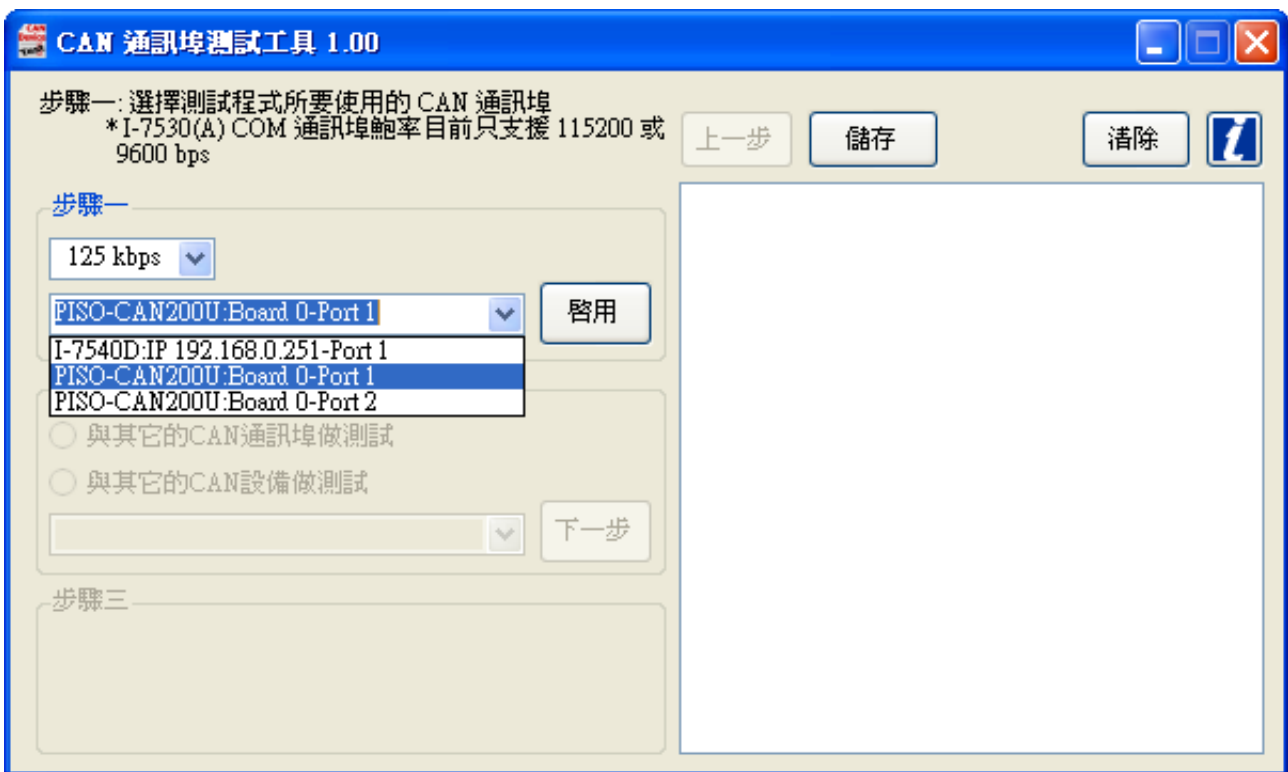 CAN 通訊埠測試工具 1.00
步驟一: 選擇測試程式所要使用的 CAN 通訊埠
*I-7530(A) COM 通訊埠鮑率目前只支援 115200 或
9600 bps
上一步
儲存
清除
步驟一
125 kbps
PISO-CAN200U:Board 0-Port 1
啓用
I-7540D:IP 192.168.0.251-Port 1
PISO-CAN200U:Board 0-Port 1
PISO-CAN200U:Board 0-Port 2
與其它的CAN通訊埠做測試
與其它的CAN設備做測試
下一步
步驟三